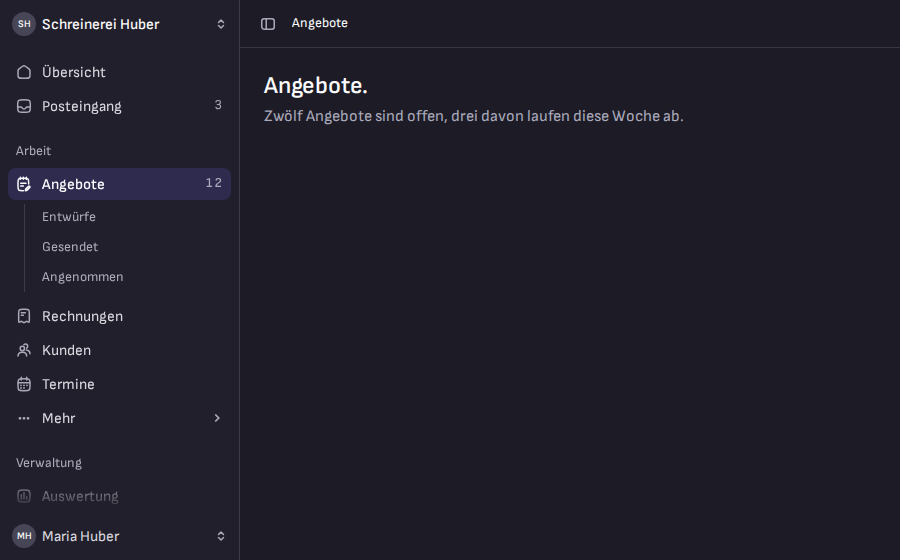 SH Schreinerei Huber
Übersicht
Posteingang 3
Arbeit
Angebote 12
Entwürfe
Gesendet
Angenommen
Rechnungen
Kunden
Termine
Mehr
Verwaltung
Auswertung
MH Maria Huber
Angebote
Angebote.
Zwölf Angebote sind offen, drei davon laufen diese Woche ab.